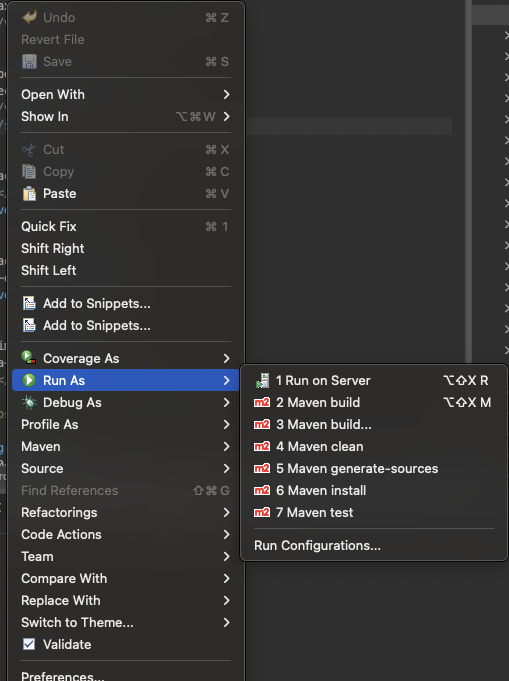 Undo ⌘ Z
Revert File
Save ⌘ S
Open With
Show In ⌥⌘W
Cut ⌘ X
Copy ⌘ C
Paste ⌘ V
Quick Fix ⌘ 1
Shift Right
Shift Left
Add to Snippets...
Add to Snippets...
Coverage As
Run As
Debug As
Profile As
Maven
Source
Find References ⇧⌘G
Refactorings
Code Actions
Team
Compare With
Replace With
Switch to Theme...
Validate
Preferences...
1 Run on Server ⌥⇧X R
m2 2 Maven build ⌥⇧X M
m2 3 Maven build...
m2 4 Maven clean
m2 5 Maven generate-sources
m2 6 Maven install
m2 7 Maven test
Run Configurations...